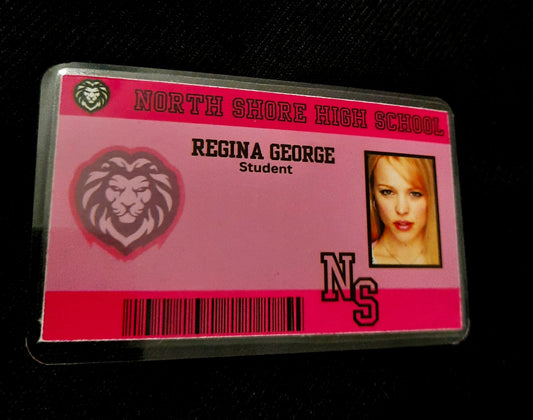 NORTH SHORE HIGH SCHOOL
REGINA GEORGE
Student
NS